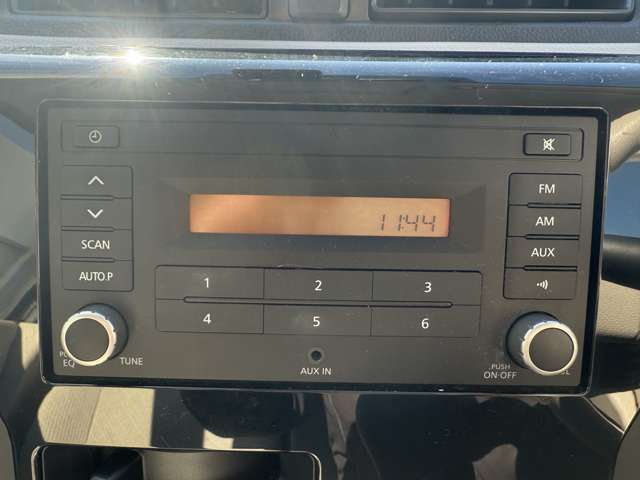 SCAN
AUTO.P
11:44
FM
AM
AUX
1 2 3
4 5 6
EQ
TUNE
AUX IN
PUSH
ON·OFF